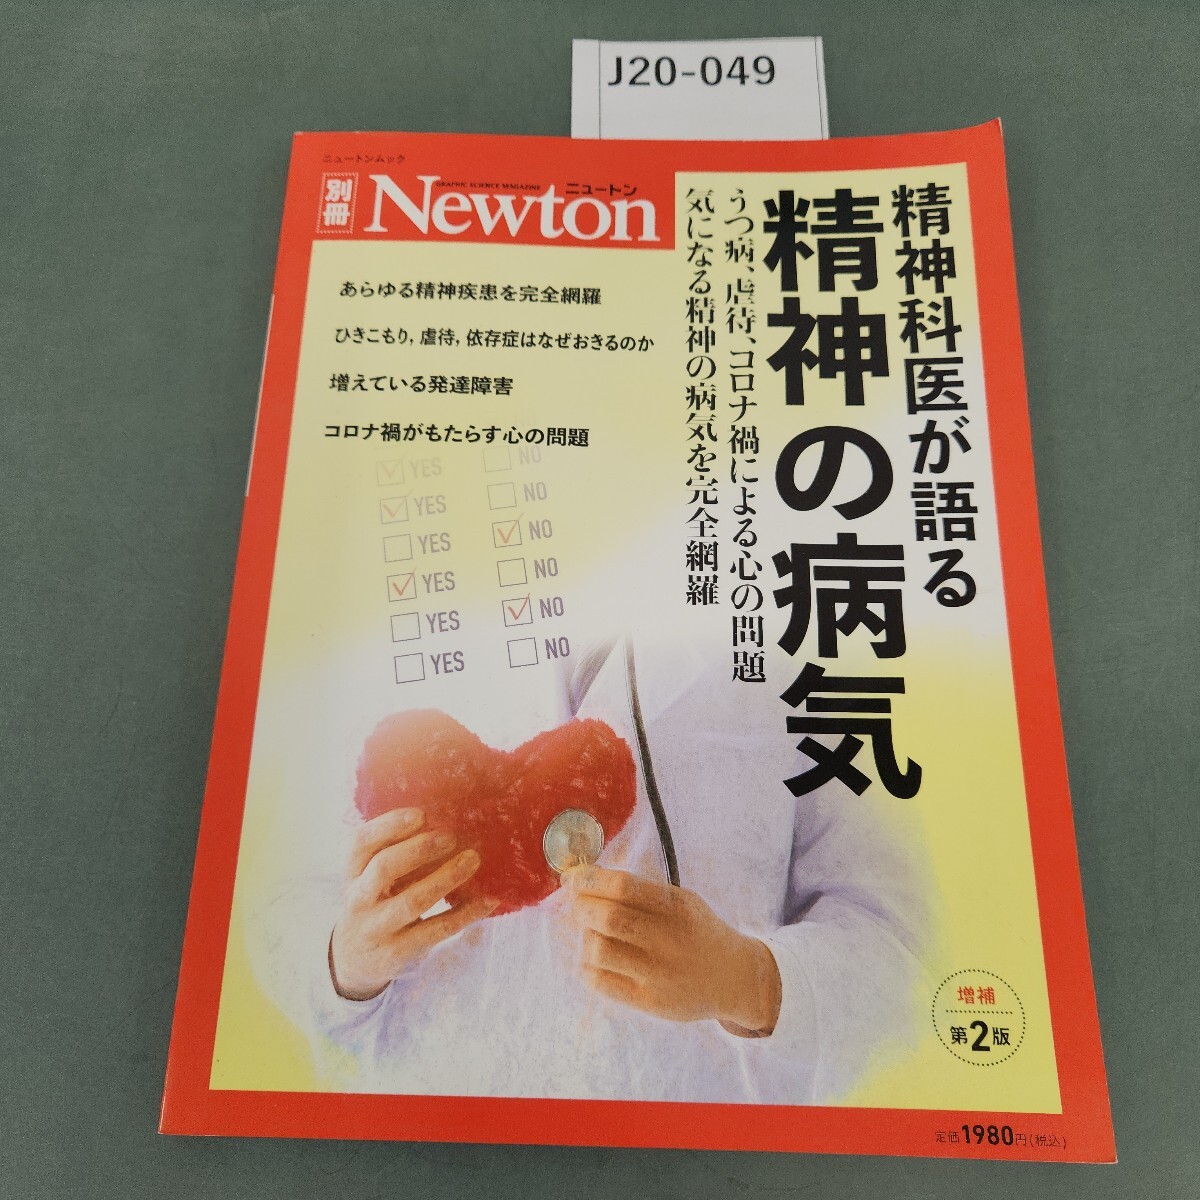 J20-049
ニュートンムック
別冊
GRAPHIC SCIENCE MAGAZINE
ニュートン
Newton
精神科医が語る
精神の病気
うつ病、虐待、コロナ禍による心の問題
気になる精神の病気を完全網羅
あらゆる精神疾患を完全網羅
ひきこもり，虐待，依存症はなぜおきるのか
増えている発達障害
コロナ禍がもたらす心の問題
YES NO
YES NO
YES NO
YES NO
YES NO
YES NO
増補
第2版
定価1980円(税込)